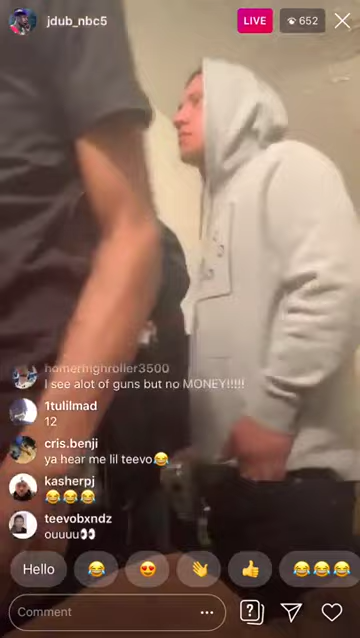 jdub_nbc5
LIVE
652
homerhighroller3500
I see alot of guns but no MONEY!!!!!
1tulilmad
12
cris.benji
ya hear me lil teevo😂
kasherpj
😂😂😂
teevobxndz
ouuuu👀
Hello
😂
😍
👋
👍
😂😂😂
Comment